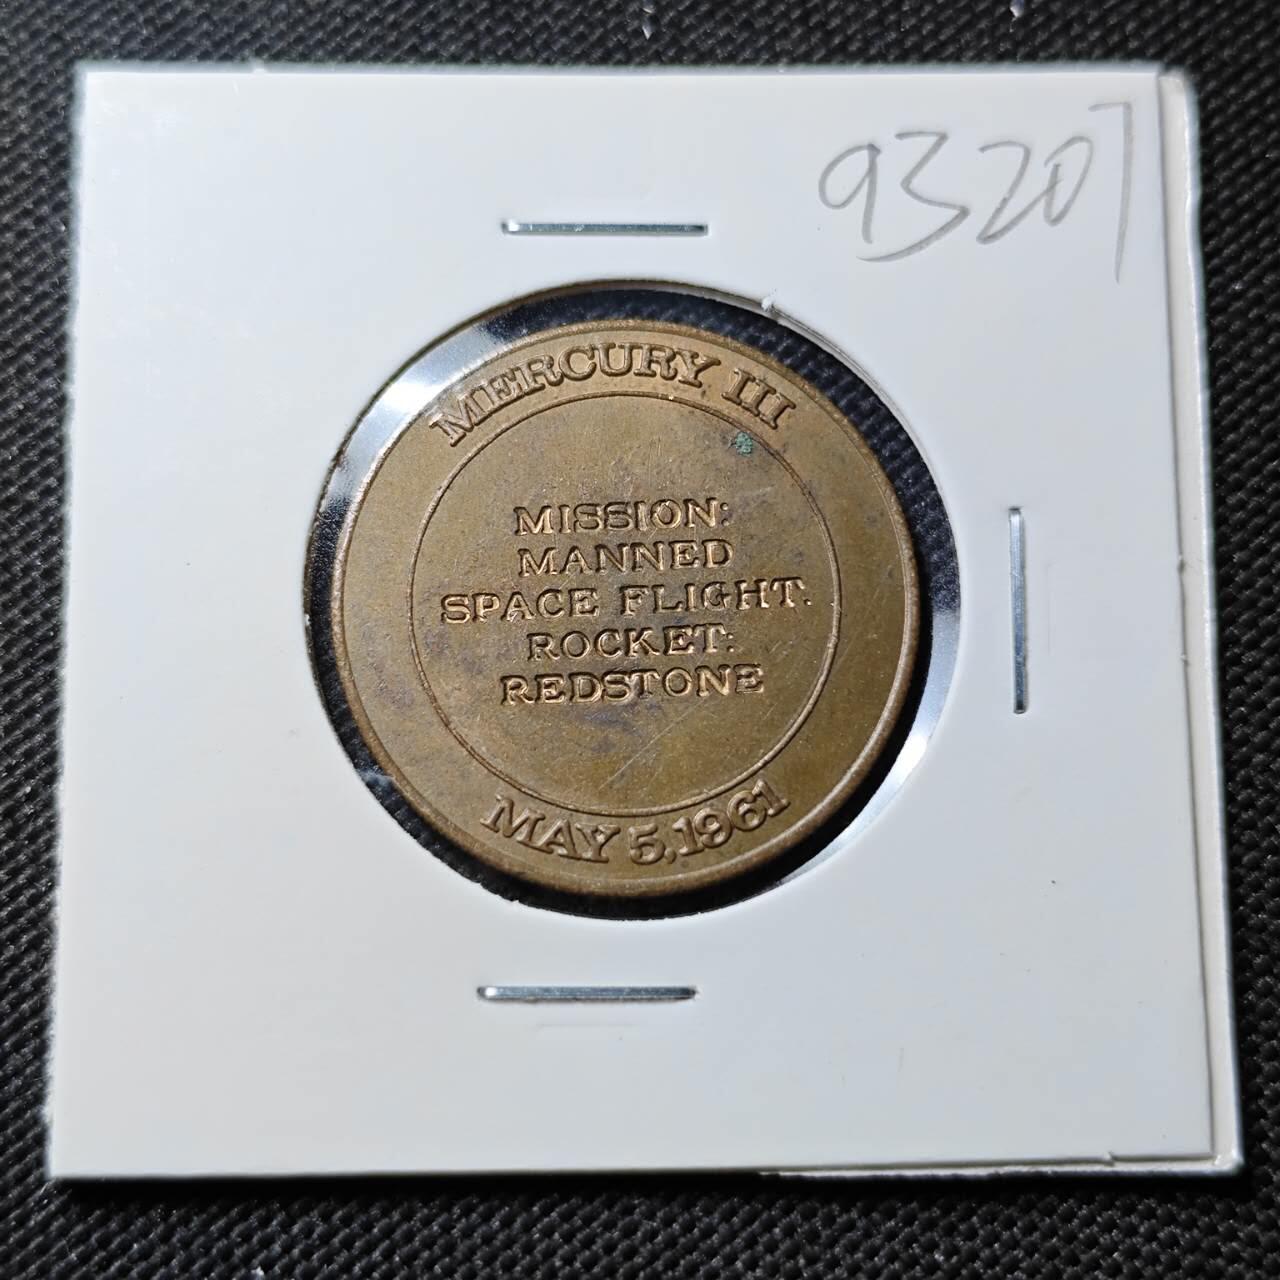 93207
MERCURY III
MISSION:
MANNED
SPACE FLIGHT.
ROCKET:
REDSTONE
MAY 5, 1961